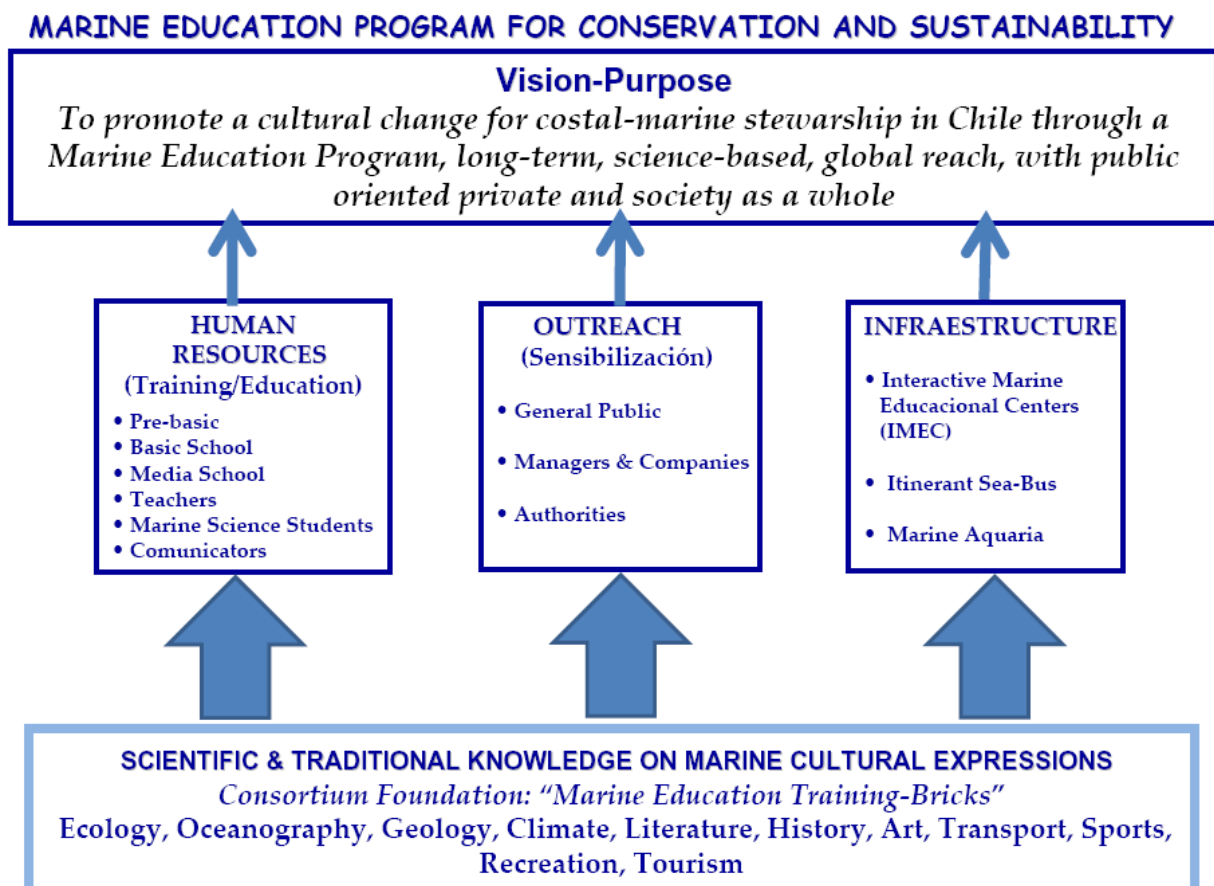 MARINE EDUCATION PROGRAM FOR CONSERVATION AND SUSTAINABILITY
Vision-Purpose
To promote a cultural change for costal-marine stewarship in Chile through a
Marine Education Program, long-term, science-based, global reach, with public
oriented private and society as a whole
HUMAN
RESOURCES
(Training/Education)
• Pre-basic
• Basic School
• Media School
• Teachers
• Marine Science Students
• Comunicators
OUTREACH
(Sensibilización)
• General Public
• Managers & Companies
• Authorities
INFRAESTRUCTURE
• Interactive Marine
Educacional Centers
(IMEC)
• Itinerant Sea-Bus
• Marine Aquaria
SCIENTIFIC & TRADITIONAL KNOWLEDGE ON MARINE CULTURAL EXPRESSIONS
Consortium Foundation: “Marine Education Training-Bricks”
Ecology, Oceanography, Geology, Climate, Literature, History, Art, Transport, Sports,
Recreation, Tourism